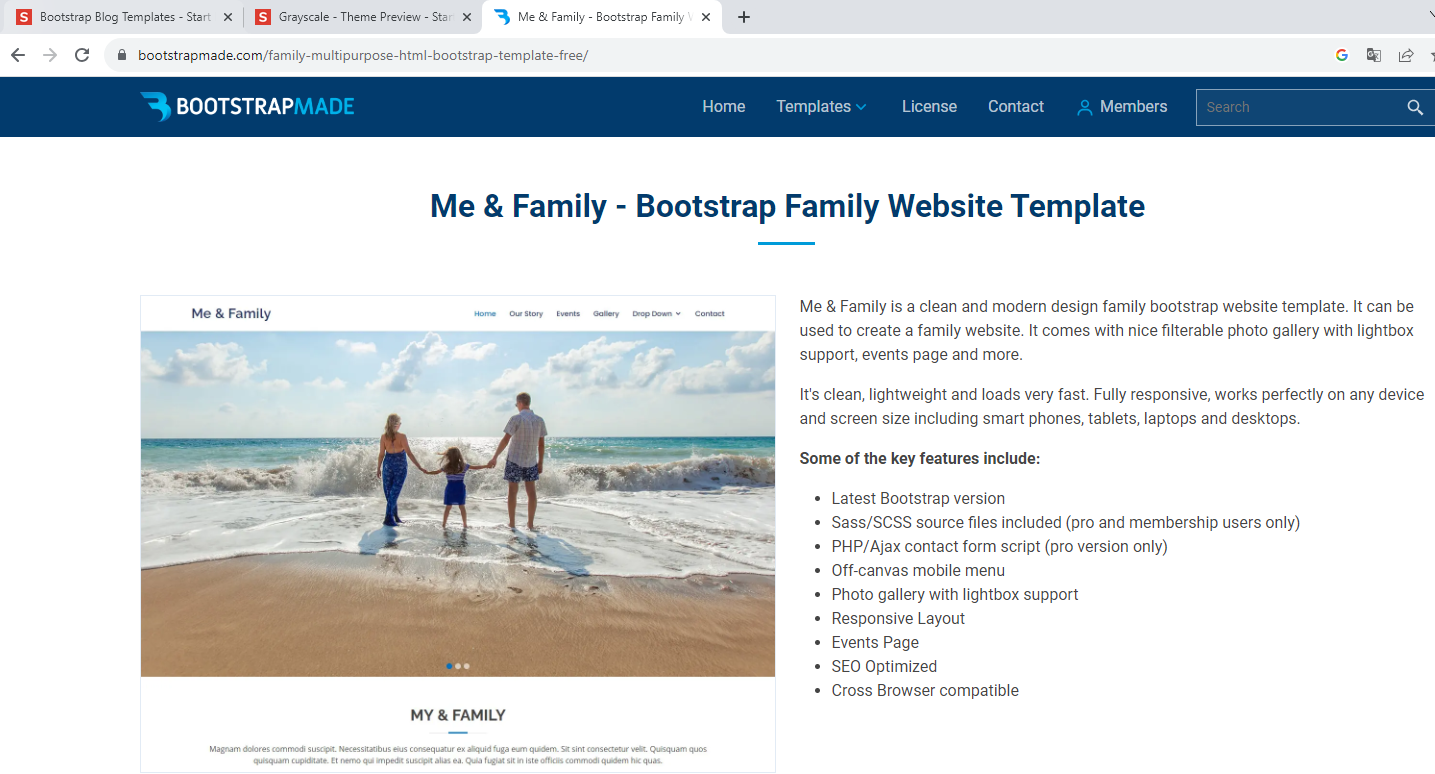 Bootstrap Blog Templates - Start
Grayscale - Theme Preview - Star
Me & Family - Bootstrap Family
bootstrapmade.com/family-multipurpose-html-bootstrap-template-free/
BOOTSTRAPMADE
Home Templates License Contact Members Search
Me & Family - Bootstrap Family Website Template
Me & Family
Home Our Story Events Gallery Drop Down Contact
MY & FAMILY
Magnam dolores commodi suscipit. Necessitatibus eius consequatur ex aliquid fuga eum quidem. Sit sint consectetur velit. Quisquam quos
quisquam cupiditate. Et nemo qui impedit suscipit alias ea. Quia fugiat sit in iste officiis commodi quidem hic quas.
Me & Family is a clean and modern design family bootstrap website template. It can be
used to create a family website. It comes with nice filterable photo gallery with lightbox
support, events page and more.
It's clean, lightweight and loads very fast. Fully responsive, works perfectly on any device
and screen size including smart phones, tablets, laptops and desktops.
Some of the key features include:
Latest Bootstrap version
Sass/SCSS source files included (pro and membership users only)
PHP/Ajax contact form script (pro version only)
Off-canvas mobile menu
Photo gallery with lightbox support
Responsive Layout
Events Page
SEO Optimized
Cross Browser compatible